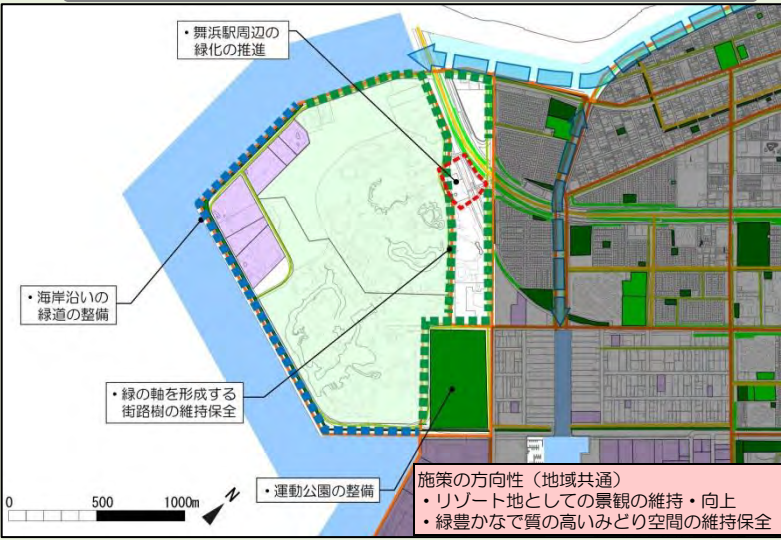 ・舞浜駅周辺の
緑化の推進
・海岸沿いの
緑道の整備
・緑の軸を形成する
街路樹の維持保全
・運動公園の整備
0 500 1000m
N
施策の方向性（地域共通）
・リゾート地としての景観の維持・向上
・緑豊かなで質の高いみどり空間の維持保全